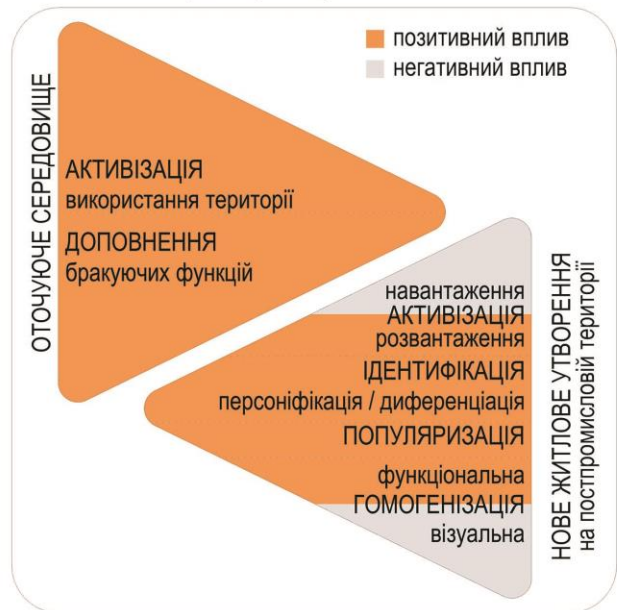 позитивний вплив
негативний вплив
ОТОЧУЮЧЕ СЕРЕДОВИЩЕ
АКТИВІЗАЦІЯ
використання території
ДОПОВНЕННЯ
бракуючих функцій
навантаження
АКТИВІЗАЦІЯ
розвантаження
ІДЕНТИФІКАЦІЯ
персоніфікація / диференціація
ПОПУЛЯРИЗАЦІЯ
функціональна
ГОМОГЕНІЗАЦІЯ
візуальна
НОВЕ ЖИТЛОВЕ УТВОРЕННЯ
на постпромисловій території